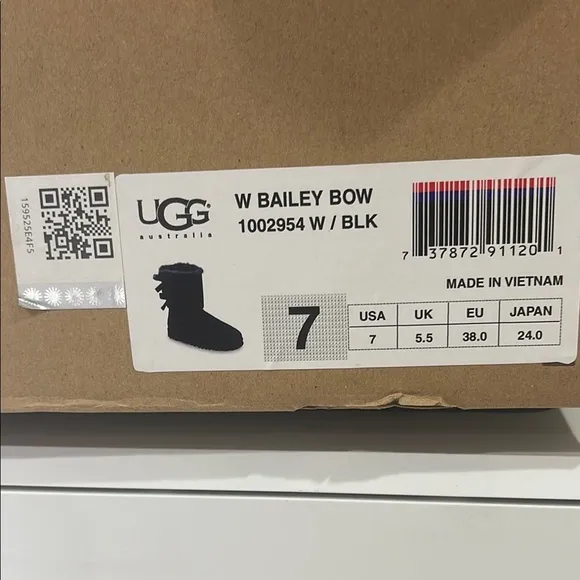 159525E4F5
UGG®
australia
W BAILEY BOW
1002954 W / BLK
7 37872 91120 1
MADE IN VIETNAM
7
USA UK EU JAPAN
7 5.5 38.0 24.0